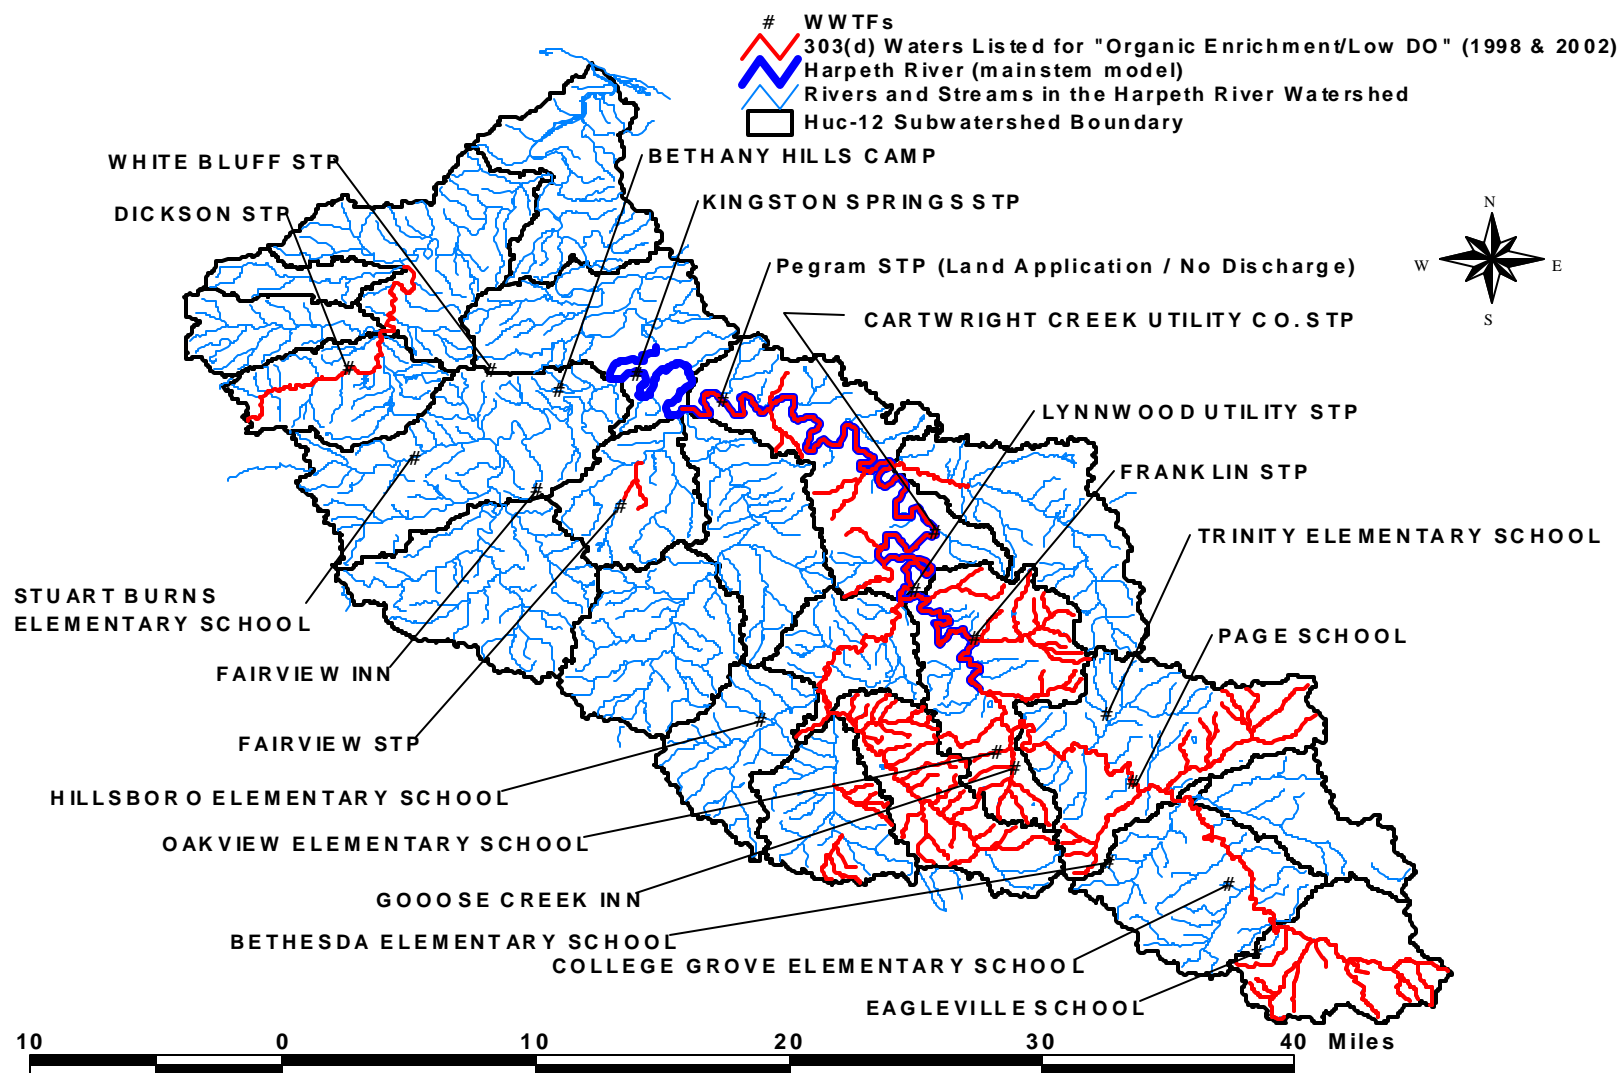 # WWTFs
303(d) Waters Listed for "Organic Enrichment/Low DO" (1998 & 2002)
Harpeth River (mainstem model)
Rivers and Streams in the Harpeth River Watershed
Huc-12 Subwatershed Boundary
WHITE BLUFF STP
BETHANY HILLS CAMP
DICKSON STP
KINGSTON SPRINGS STP
N
W
E
S
Pegram STP (Land Application / No Discharge)
CARTWRIGHT CREEK UTILITY CO. STP
LYNNWOOD UTILITY STP
FRANKLIN STP
TRINITY ELEMENTARY SCHOOL
STUART BURNS
ELEMENTARY SCHOOL
PAGE SCHOOL
FAIRVIEW INN
FAIRVIEW STP
HILLSBORO ELEMENTARY SCHOOL
OAKVIEW ELEMENTARY SCHOOL
GOOOSE CREEK INN
BETHESDA ELEMENTARY SCHOOL
COLLEGE GROVE ELEMENTARY SCHOOL
EAGLEVILLE SCHOOL
10 0 10 20 30 40 Miles